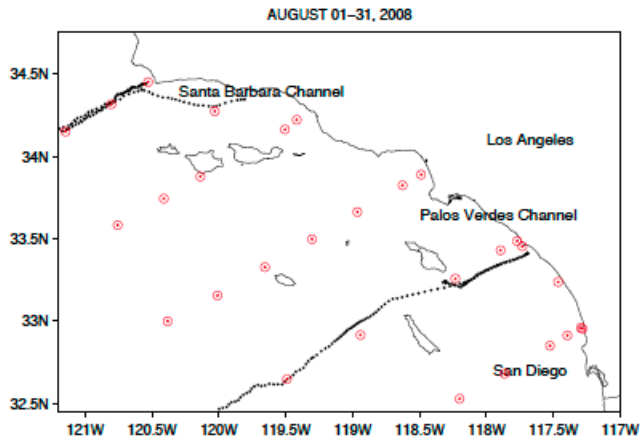 AUGUST 01–31, 2008
34.5N
Santa Barbara Channel
34N
Los Angeles
Palos Verdes Channel
33.5N
33N
San Diego
32.5N
121W 120.5W 120W 119.5W 119W 118.5W 118W 117.5W 117W